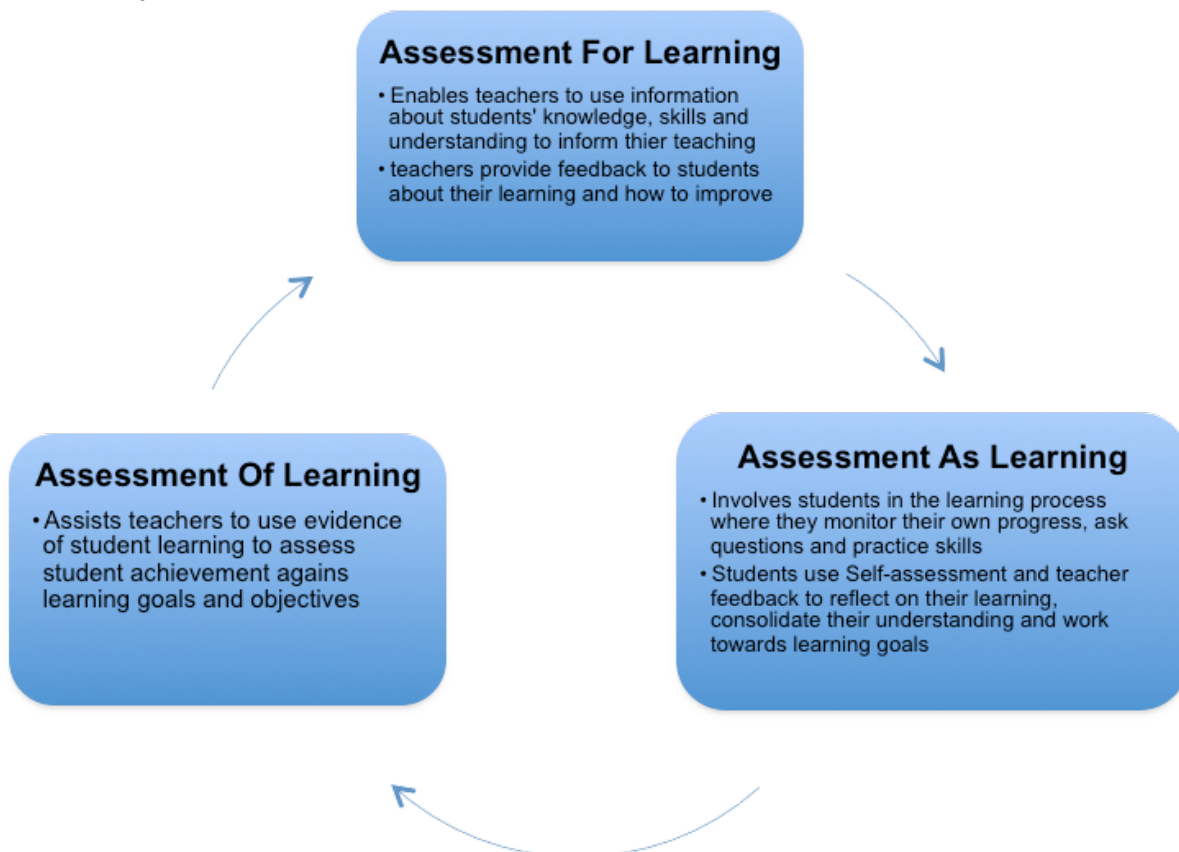 Assessment For Learning
• Enables teachers to use information
about students' knowledge, skills and
understanding to inform thier teaching
• teachers provide feedback to students
about their learning and how to improve
Assessment As Learning
• Involves students in the learning process
where they monitor their own progress, ask
questions and practice skills
• Students use Self-assessment and teacher
feedback to reflect on their learning,
consolidate their understanding and work
towards learning goals
Assessment Of Learning
• Assists teachers to use evidence
of student learning to assess
student achievement agains
learning goals and objectives